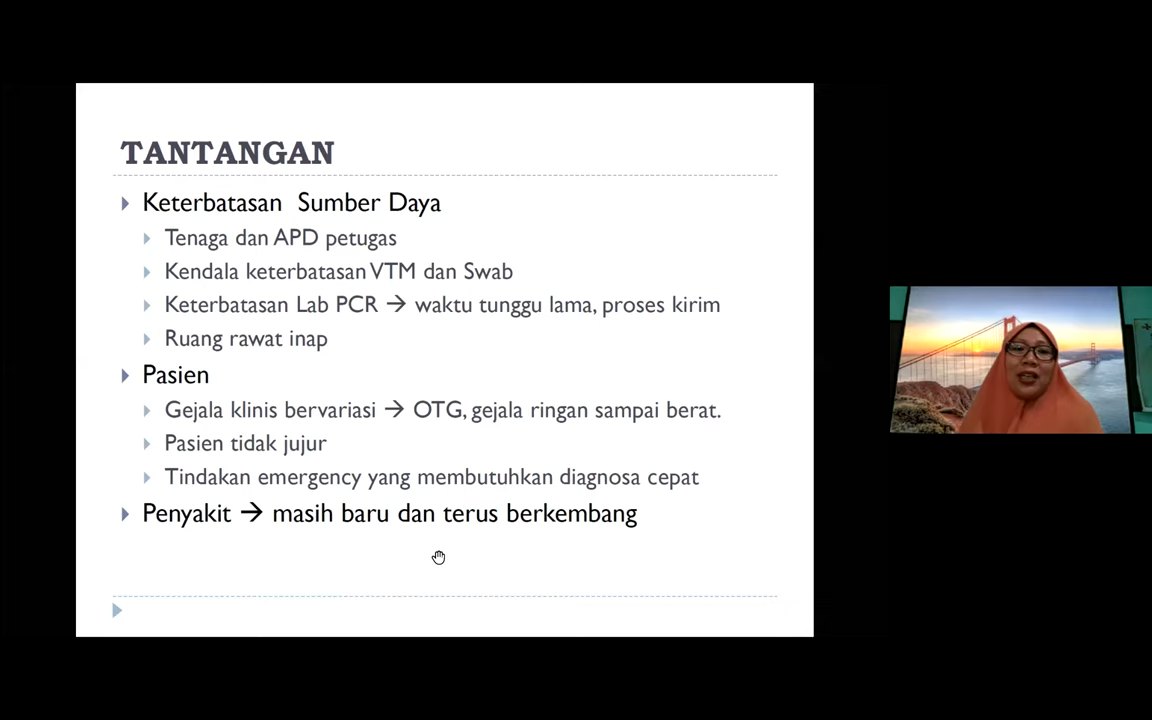 TANTANGAN
Keterbatasan Sumber Daya
Tenaga dan APD petugas
Kendala keterbatasan VTM dan Swab
Keterbatasan Lab PCR → waktu tunggu lama, proses kirim
Ruang rawat inap
Pasien
Gejala klinis bervariasi → OTG, gejala ringan sampai berat.
Pasien tidak jujur
Tindakan emergency yang membutuhkan diagnosa cepat
Penyakit → masih baru dan terus berkembang